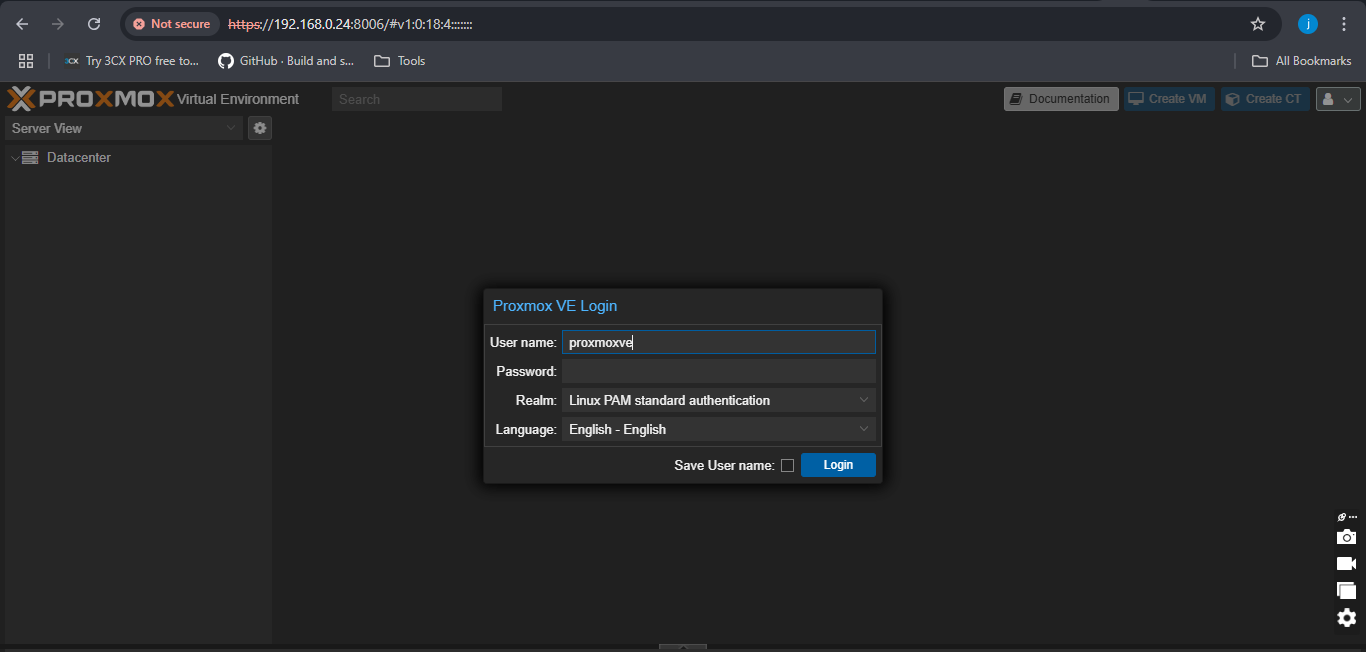 Not secure https://192.168.0.24:8006/#v1:0:18:4::::::: j
3CX Try 3CX PRO free to... GitHub · Build and s... Tools All Bookmarks
PROXMOX Virtual Environment Search Documentation Create VM Create CT
Server View
Datacenter
Proxmox VE Login
User name: proxmoxve
Password:
Realm: Linux PAM standard authentication
Language: English - English
Save User name: Login